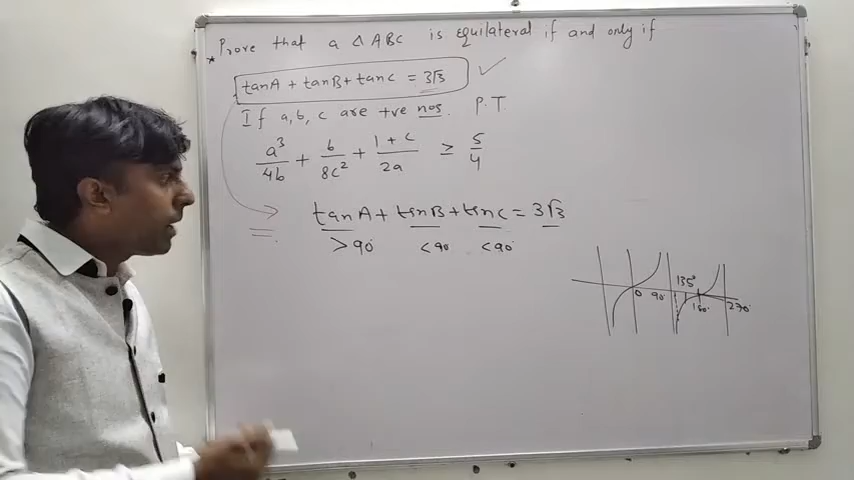 * Prove that a △ABC is equilateral if and only if
tanA + tanB + tanC = 3√3 ✓
If a, b, c are +ve nos. P.T
a³/4b + b/8c² + 1+c/2a ≥ 5/4
⇒ tanA + tanB + tanC = 3√3
>90° <90 <90°
0 90° 135° 180° 270°